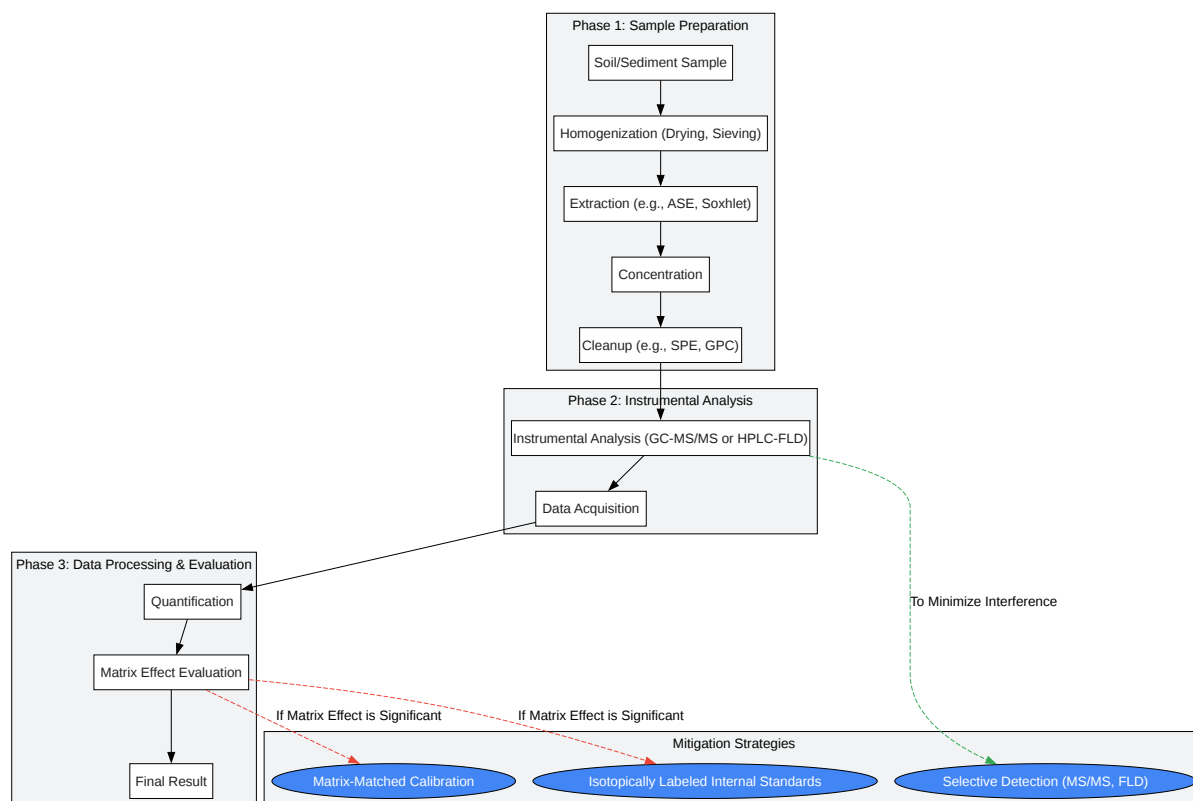 Phase 1: Sample Preparation
Soil/Sediment Sample
Homogenization (Drying, Sieving)
Extraction (e.g., ASE, Soxhlet)
Concentration
Cleanup (e.g., SPE, GPC)
Phase 2: Instrumental Analysis
Instrumental Analysis (GC-MS/MS or HPLC-FLD)
Data Acquisition
Phase 3: Data Processing & Evaluation
Quantification
To Minimize Interference
Matrix Effect Evaluation
If Matrix Effect is Significant
If Matrix Effect is Significant
Mitigation Strategies
Final Result
Matrix-Matched Calibration
Isotopically Labeled Internal Standards
Selective Detection (MS/MS, FLD)